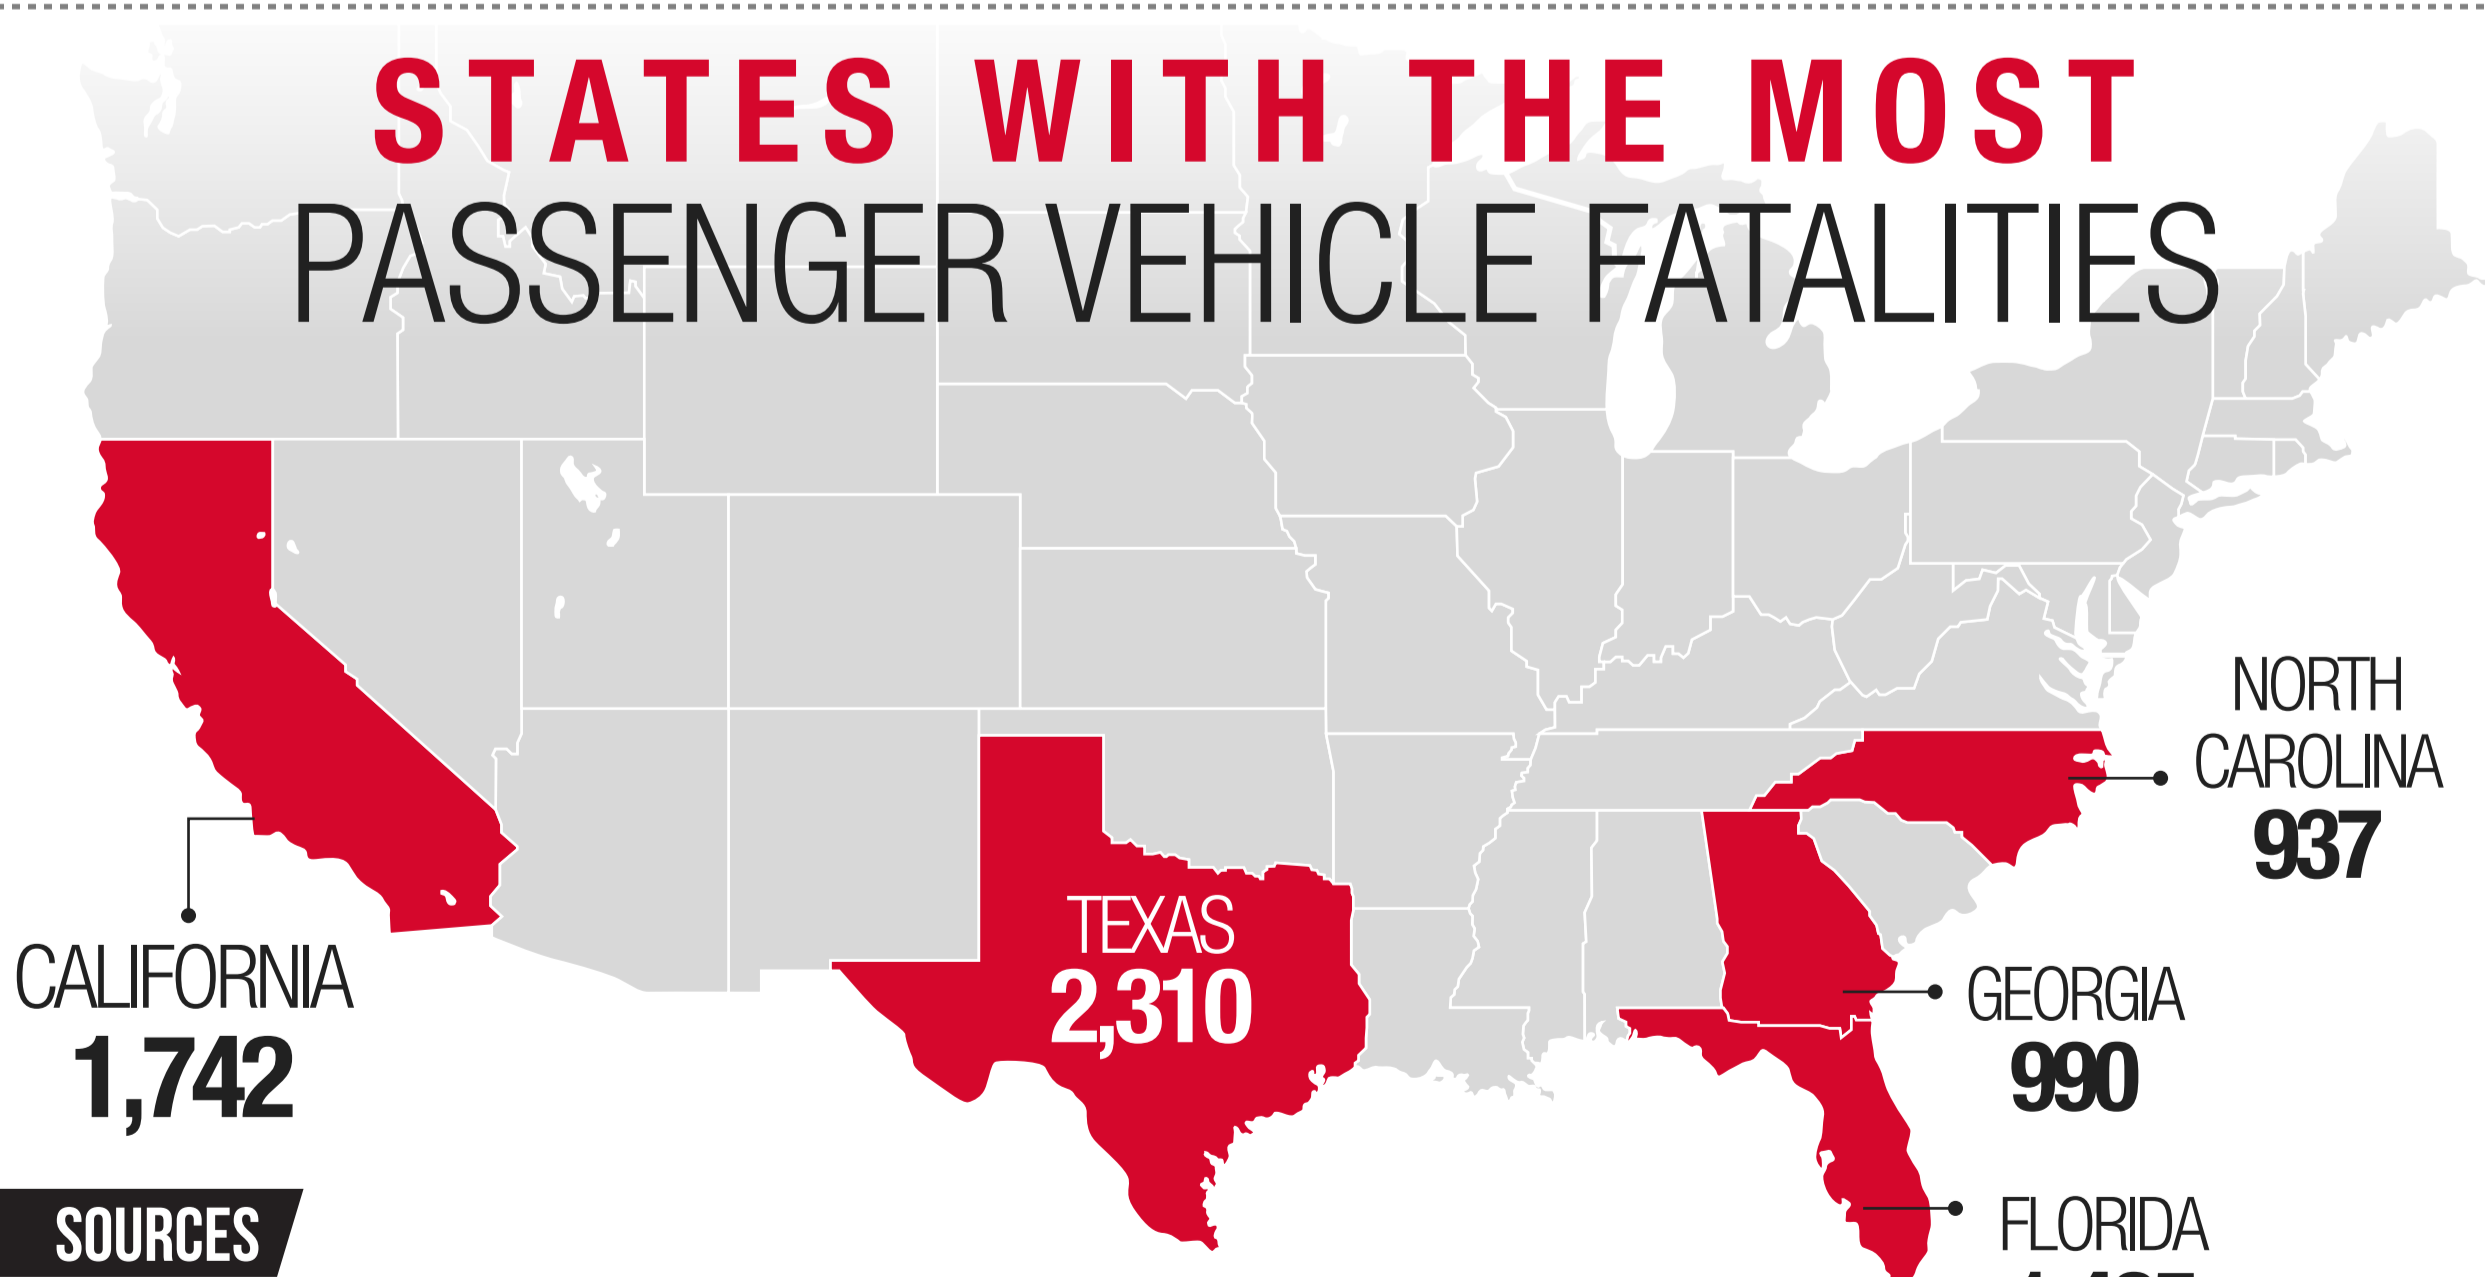 STATES WITH THE MOST
PASSENGER VEHICLE FATALITIES
NORTH
CAROLINA
937
TEXAS
2,310
CALIFORNIA
1,742
GEORGIA
990
FLORIDA
SOURCES